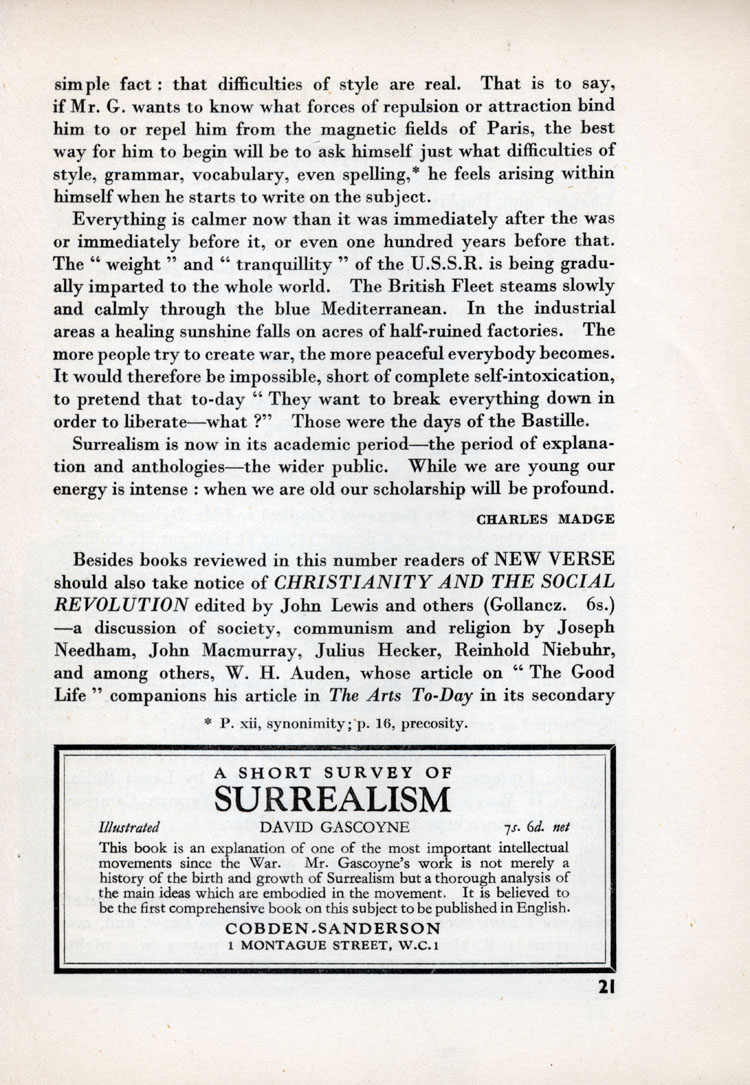 simple fact : that difficulties of style are real. That is to say,
if Mr. G. wants to know what forces of repulsion or attraction bind
him to or repel him from the magnetic fields of Paris, the best
way for him to begin will be to ask himself just what difficulties of
style, grammar, vocabulary, even spelling,* he feels arising within
himself when he starts to write on the subject.
Everything is calmer now than it was immediately after the was
or immediately before it, or even one hundred years before that.
The “ weight ” and “ tranquillity ” of the U.S.S.R. is being gradu-
ally imparted to the whole world. The British Fleet steams slowly
and calmly through the blue Mediterranean. In the industrial
areas a healing sunshine falls on acres of half-ruined factories. The
more people try to create war, the more peaceful everybody becomes.
It would therefore be impossible, short of complete self-intoxication,
to pretend that to-day “ They want to break everything down in
order to liberate—what ?” Those were the days of the Bastille.
Surrealism is now in its academic period—the period of explana-
tion and anthologies—the wider public. While we are young our
energy is intense : when we are old our scholarship will be profound.
CHARLES MADGE
Besides books reviewed in this number readers of NEW VERSE
should also take notice of CHRISTIANITY AND THE SOCIAL
REVOLUTION edited by John Lewis and others (Gollancz. 6s.)
—a discussion of society, communism and religion by Joseph
Needham, John Macmurray, Julius Hecker, Reinhold Niebuhr,
and among others, W. H. Auden, whose article on “ The Good
Life ” companions his article in The Arts To-Day in its secondary
* P. xii, synonimity; p. 16, precosity.
A SHORT SURVEY OF
SURREALISM
Illustrated DAVID GASCOYNE 7s. 6d. net
This book is an explanation of one of the most important intellectual
movements since the War. Mr. Gascoyne's work is not merely a
history of the birth and growth of Surrealism but a thorough analysis of
the main ideas which are embodied in the movement. It is believed to
be the first comprehensive book on this subject to be published in English.
COBDEN-SANDERSON
1 MONTAGUE STREET, W.C.1
21